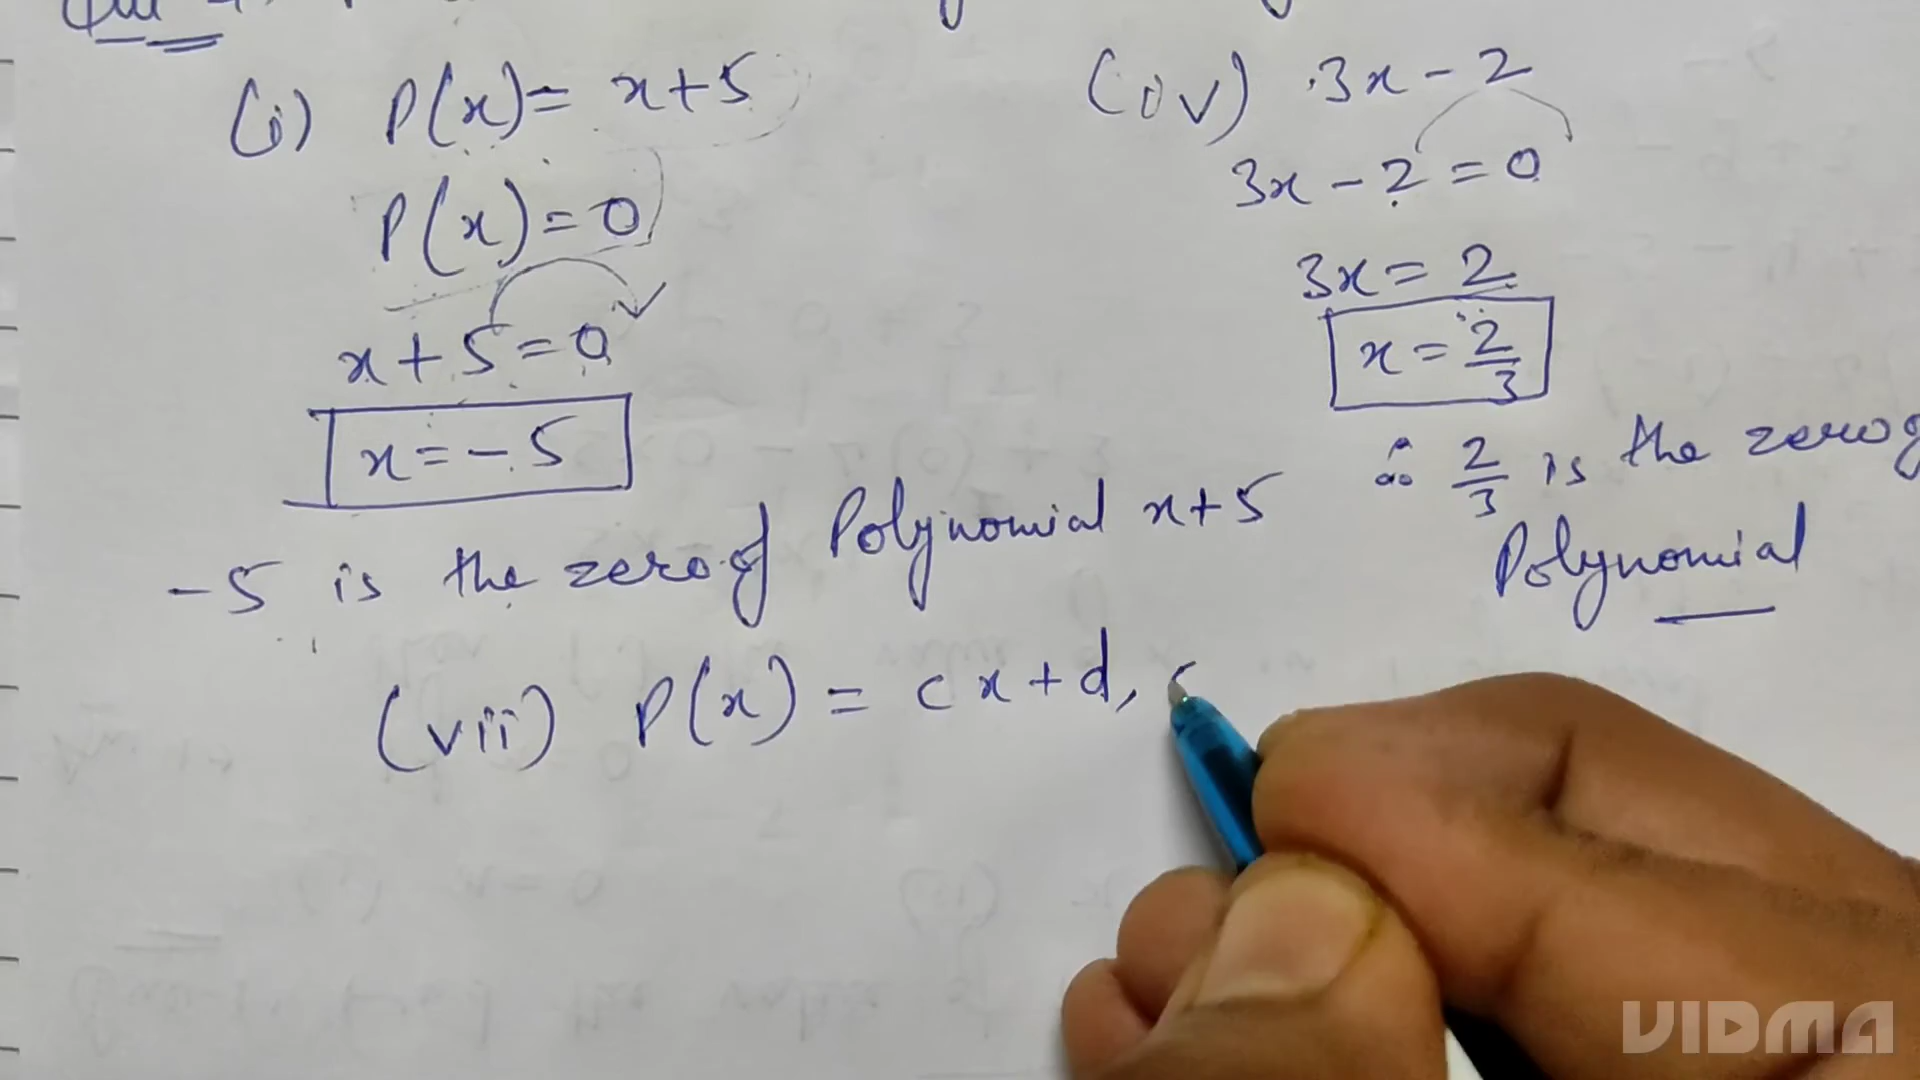 (i) P(x) = x+5
P(x) = 0
x+5 = 0
x = -5
-5 is the zero of Polynomial x+5
(iv) 3x - 2
3x - 2 = 0
3x = 2
x = 2/3
∴ 2/3 is the zero of
Polynomial
(vii) P(x) = cx + d, c
VIDMA